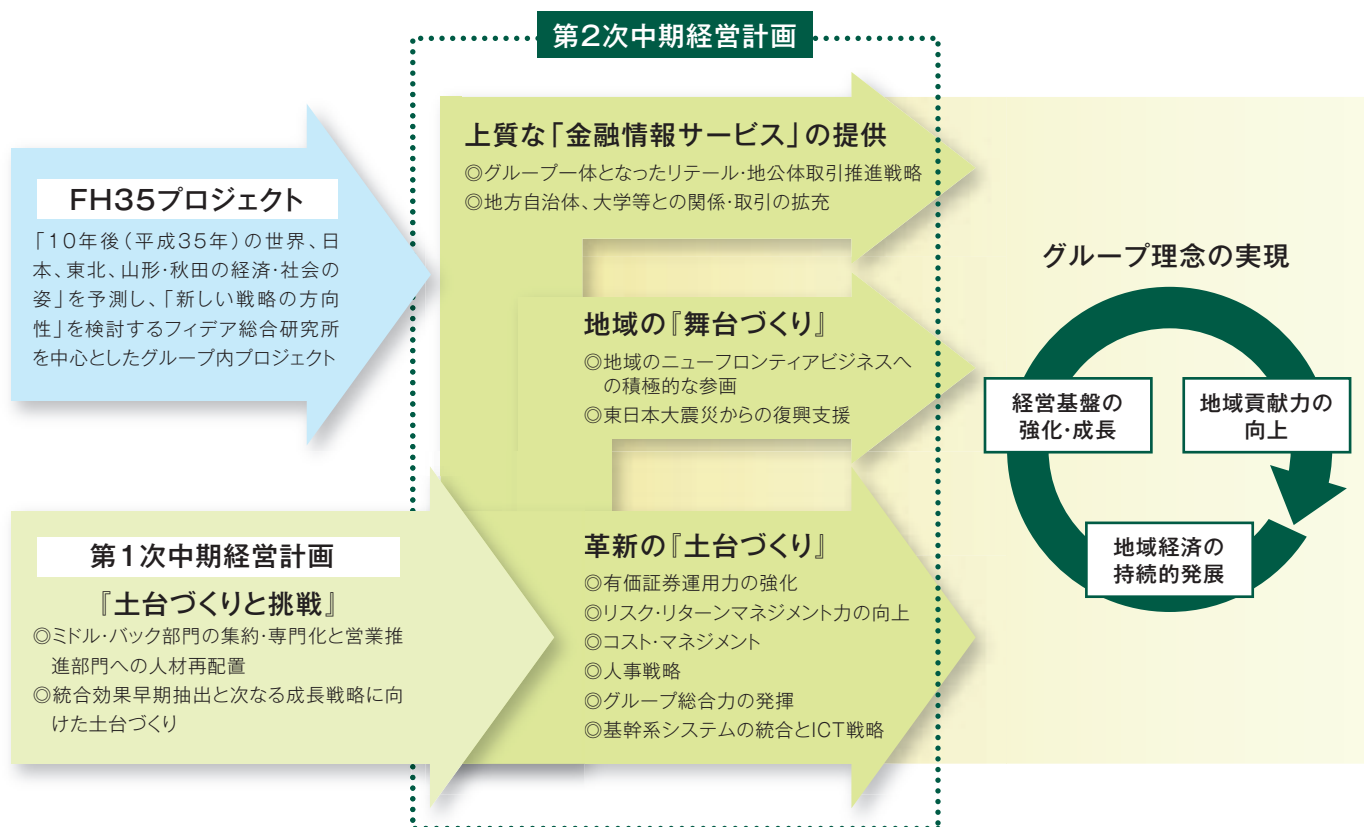 第2次中期経営計画
FH35プロジェクト
「10年後(平成35年)の世界、日
本、東北、山形・秋田の経済・社会の
姿」を予測し、「新しい戦略の方向
性」を検討するフィデア総合研究所
を中心としたグループ内プロジェクト
第1次中期経営計画
『土台づくりと挑戦』
◎ミドル・バック部門の集約・専門化と営業推
進部門への人材再配置
◎統合効果早期抽出と次なる成長戦略に向
けた土台づくり
上質な「金融情報サービス」の提供
◎グループ一体となったリテール・地公体取引推進戦略
◎地方自治体、大学等との関係・取引の拡充
地域の『舞台づくり』
◎地域のニューフロンティアビジネスへ
の積極的な参画
◎東日本大震災からの復興支援
革新の『土台づくり』
◎有価証券運用力の強化
◎リスク・リターンマネジメント力の向上
◎コスト・マネジメント
◎人事戦略
◎グループ総合力の発揮
◎基幹系システムの統合とICT戦略
グループ理念の実現
経営基盤の
強化・成長
地域貢献力の
向上
地域経済の
持続的発展